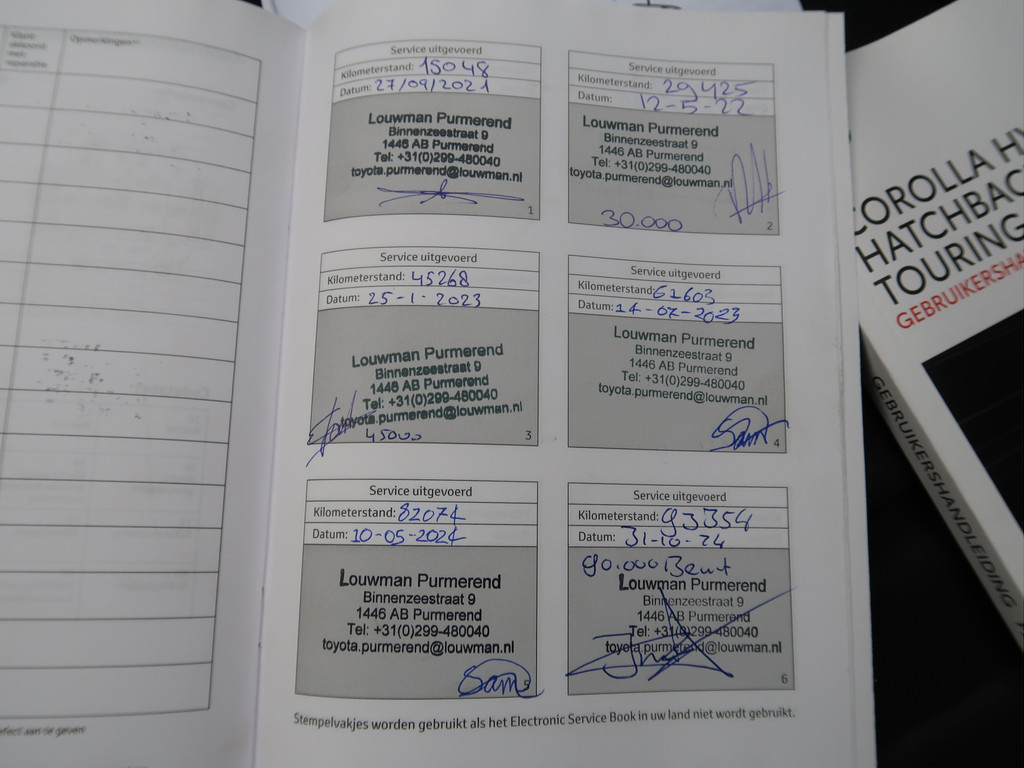 Opmerkingen
Service uitgevoerd
Kilometerstand: 15048
Datum: 27/09/2021
Louwman Purmerend
Binnenzeestraat 9
1446 AB Purmerend
Tel: +31(0)299-480040
toyota.purmerend@louwman.nl
1
Service uitgevoerd
Kilometerstand: 29425
Datum: 12-5-22
Louwman Purmerend
Binnenzeestraat 9
1446 AB Purmerend
Tel: +31(0)299-480040
toyota.purmerend@louwman.nl
30.000
2
Service uitgevoerd
Kilometerstand: 45268
Datum: 25-1-2023
Louwman Purmerend
Binnenzeestraat 9
1446 AB Purmerend
Tel: +31(0)299-480040
toyota.purmerend@louwman.nl
45000
3
Service uitgevoerd
Kilometerstand: 61603
Datum: 14-07-2023
Louwman Purmerend
Binnenzeestraat 9
1446 AB Purmerend
Tel: +31(0)299-480040
toyota.purmerend@louwman.nl
Sam
4
Service uitgevoerd
Kilometerstand: 82074
Datum: 10-05-2024
Louwman Purmerend
Binnenzeestraat 9
1446 AB Purmerend
Tel: +31(0)299-480040
toyota.purmerend@louwman.nl
Sam
5
Service uitgevoerd
Kilometerstand: 93354
Datum: 31-10-24
90.000 Beurt
Louwman Purmerend
Binnenzeestraat 9
1446 AB Purmerend
Tel: +31(0)299-480040
toyota.purmerend@louwman.nl
6
Stempelvakjes worden gebruikt als het Electronic Service Book in uw land niet wordt gebruikt.
COROLLA H
HATCHBAC
TOURING
GEBRUIKERSHA
GEBRUIKERSHANDLEIDING